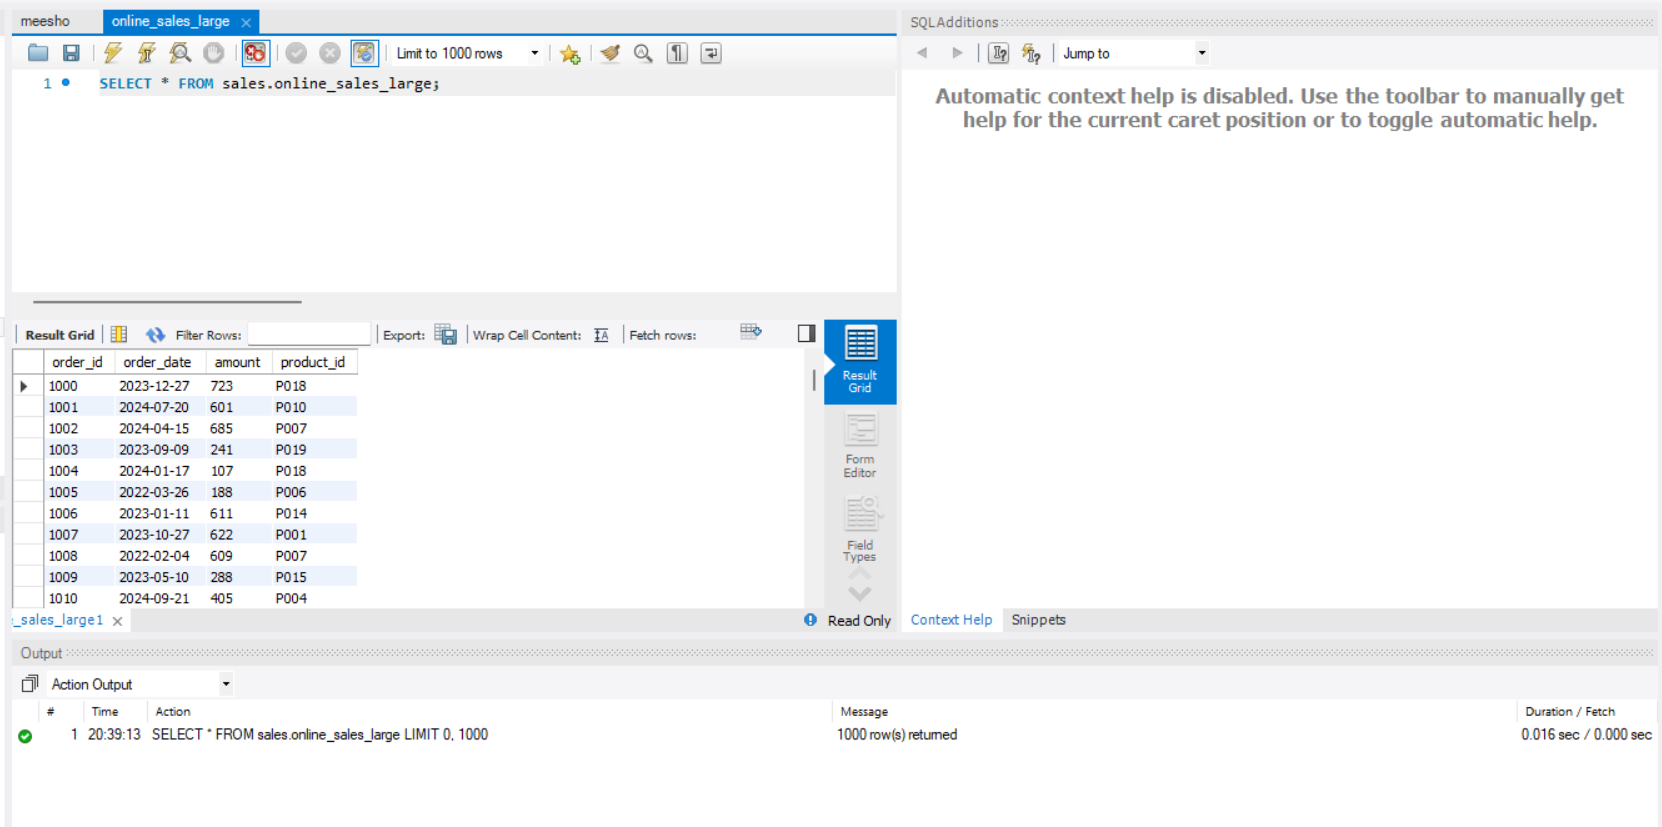 meesho online_sales_large
Limit to 1000 rows
1 SELECT * FROM sales.online_sales_large;
SQLAdditions
Jump to
Automatic context help is disabled. Use the toolbar to manually get
help for the current caret position or to toggle automatic help.
Result Grid Filter Rows: Export: Wrap Cell Content: Fetch rows:
order_id order_date amount product_id
1000 2023-12-27 723 P018
1001 2024-07-20 601 P010
1002 2024-04-15 685 P007
1003 2023-09-09 241 P019
1004 2024-01-17 107 P018
1005 2022-03-26 188 P006
1006 2023-01-11 611 P014
1007 2023-10-27 622 P001
1008 2022-02-04 609 P007
1009 2023-05-10 288 P015
1010 2024-09-21 405 P004
Result
Grid
Form
Editor
Field
Types
_sales_large1 Read Only
Context Help Snippets
Output
Action Output
# Time Action Message Duration / Fetch
1 20:39:13 SELECT * FROM sales.online_sales_large LIMIT 0, 1000 1000 row(s) returned 0.016 sec / 0.000 sec